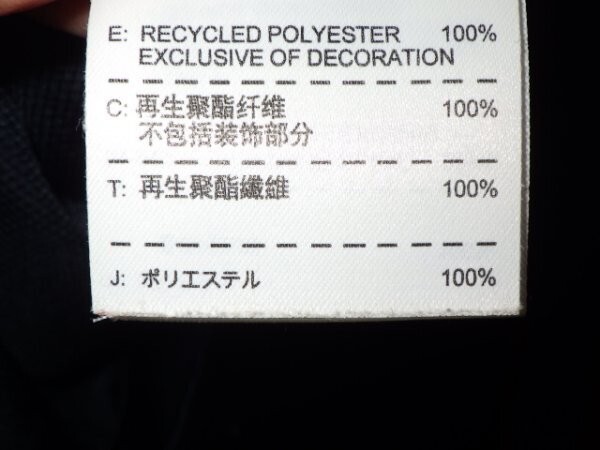 E: RECYCLED POLYESTER 100%
EXCLUSIVE OF DECORATION
C: 再生聚酯纤维 100%
不包括装饰部分
T: 再生聚酯纖維 100%
J: ポリエステル 100%